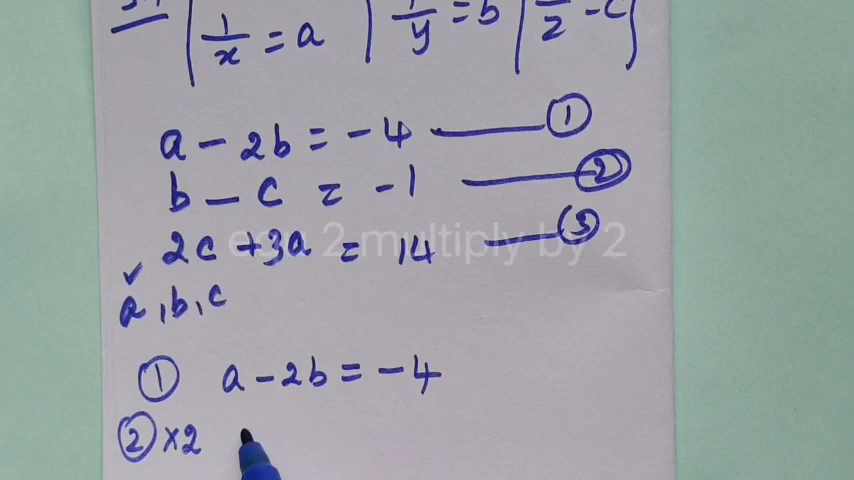 1/x = a | 1/y = b | 1/z = c
a - 2b = -4 ——— ①
b - c = -1 ——— ②
2c + 3a = 14 ——— ③
eqn 2 multiply by 2
✓
a, b, c
① a - 2b = -4
② ×2